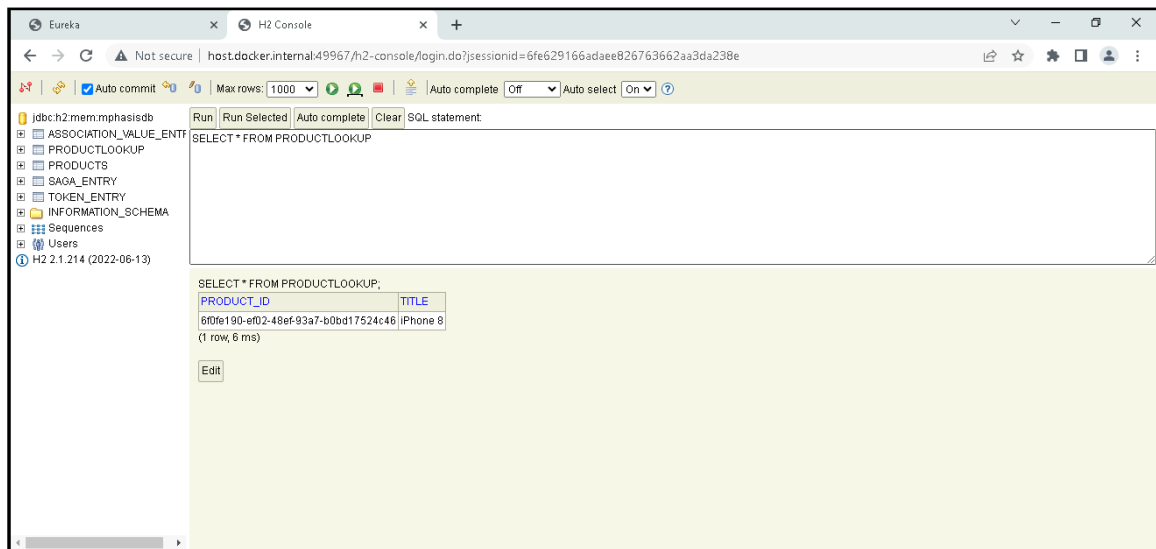 Eureka
H2 Console
Not secure | host.docker.internal:49967/h2-console/login.do?jsessionid=6fe629166adaee826763662aa3da238e
Auto commit Max rows: 1000 Auto complete Off Auto select On
jdbc:h2:mem:mphasisdb
ASSOCIATION_VALUE_ENTR
PRODUCTLOOKUP
PRODUCTS
SAGA_ENTRY
TOKEN_ENTRY
INFORMATION_SCHEMA
Sequences
Users
H2 2.1.214 (2022-06-13)
Run Run Selected Auto complete Clear SQL statement:
SELECT * FROM PRODUCTLOOKUP
SELECT * FROM PRODUCTLOOKUP;
PRODUCT_ID TITLE
6f0fe190-ef02-48ef-93a7-b0bd17524c46 iPhone 8
(1 row, 6 ms)
Edit